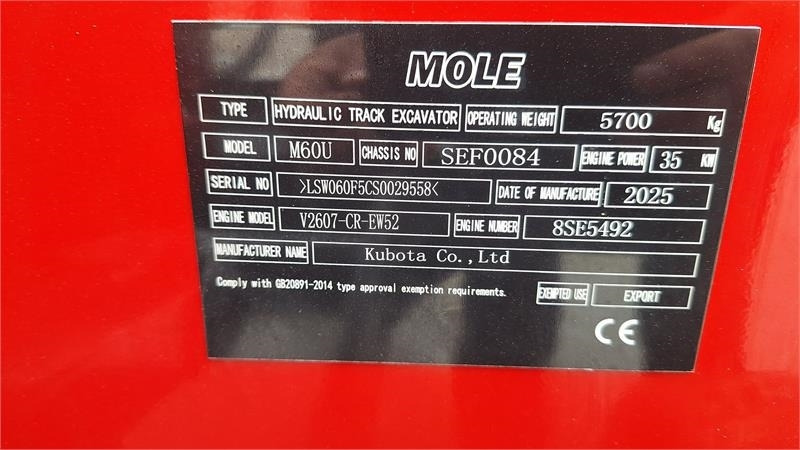 MOLE
TYPE HYDRAULIC TRACK EXCAVATOR OPERATING WEIGHT 5700 Kg
MODEL M60U CHASSIS NO SEF0084 ENGINE POWER 35 KW
SERIAL NO >LSW060F5CS0029558< DATE OF MANUFACTURE 2025
ENGINE MODEL V2607-CR-EW52 ENGINE NUMBER 8SE5492
MANUFACTURER NAME Kubota Co.,Ltd
Comply with GB20891-2014 type approval exemption requirements. EXEMPTED USE EXPORT
CE